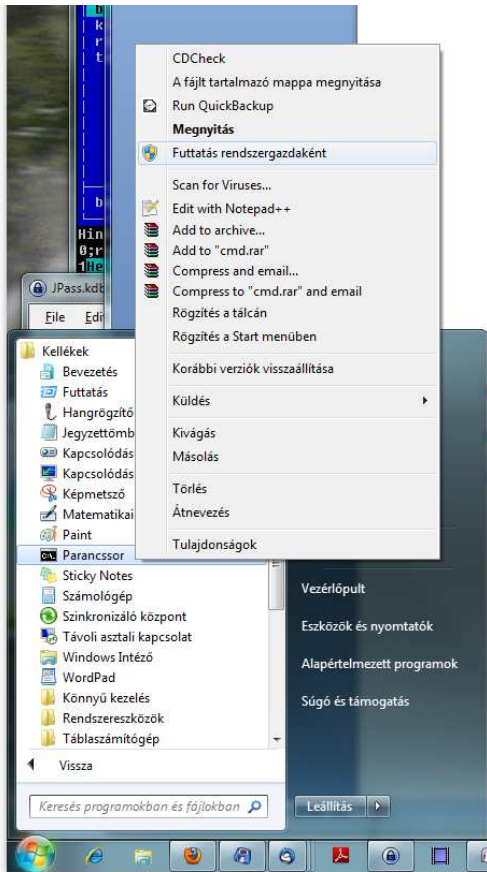 b
k
r
t
b
Hin
0;r
1He
CDCheck
A fájlt tartalmazó mappa megnyitása
Run QuickBackup
Megnyitás
Futtatás rendszergazdaként
Scan for Viruses...
Edit with Notepad++
Add to archive...
Add to "cmd.rar"
Compress and email...
Compress to "cmd.rar" and email
Rögzítés a tálcán
Rögzítés a Start menüben
Korábbi verziók visszaállítása
Küldés
Kivágás
Másolás
Törlés
Átnevezés
Tulajdonságok
JPass.kdb
File Edi
Kellékek
Bevezetés
Futtatás
Hangrögzítő
Jegyzettömb
Kapcsolódás
Kapcsolódás
Képmetsző
Matematikai
Paint
Parancssor
Sticky Notes
Számológép
Szinkronizáló központ
Távoli asztali kapcsolat
Windows Intéző
WordPad
Könnyű kezelés
Rendszereszközök
Táblaszámítógép
Vissza
Keresés programokban és fájlokban
Vezérlőpult
Eszközök és nyomtatók
Alapértelmezett programok
Súgó és támogatás
Leállítás